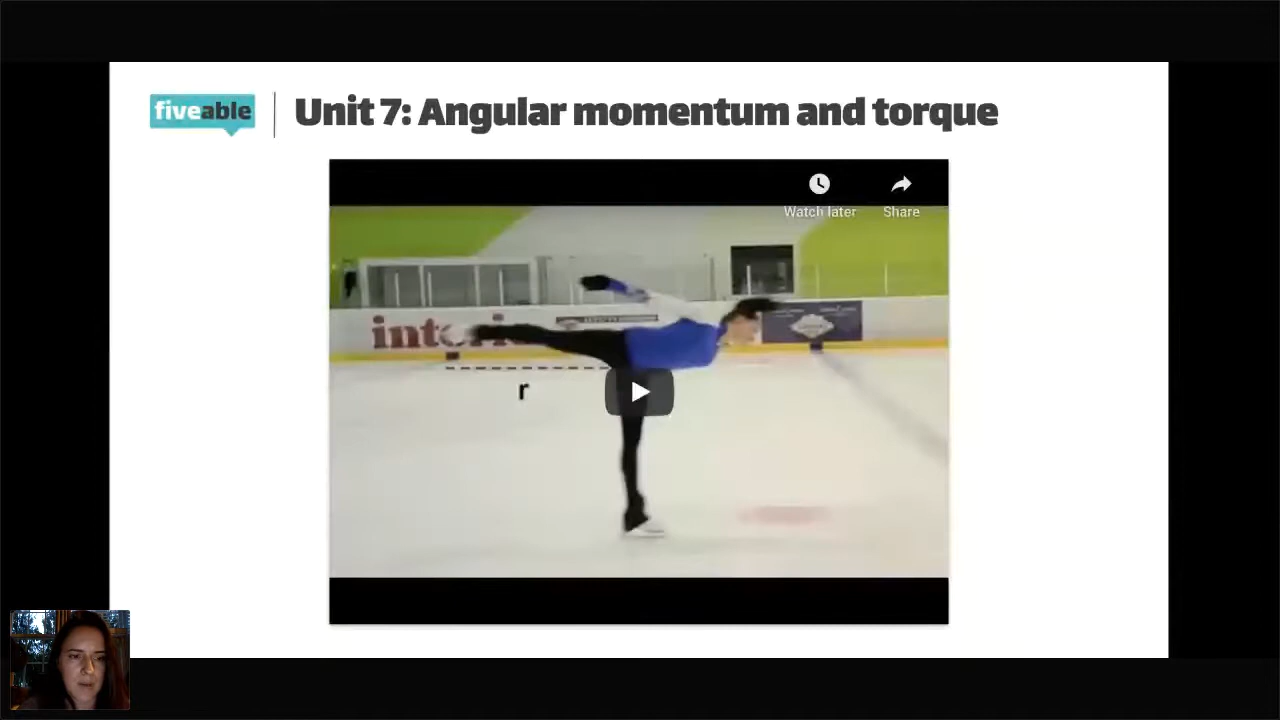 fiveable
Unit 7: Angular momentum and torque
Watch later
Share
r